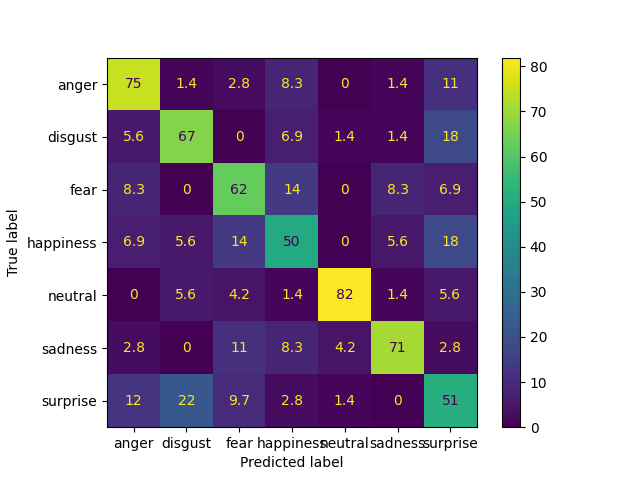 anger 75 1.4 2.8 8.3 0 1.4 11
disgust 5.6 67 0 6.9 1.4 1.4 18
fear 8.3 0 62 14 0 8.3 6.9
happiness 6.9 5.6 14 50 0 5.6 18
neutral 0 5.6 4.2 1.4 82 1.4 5.6
sadness 2.8 0 11 8.3 4.2 71 2.8
surprise 12 22 9.7 2.8 1.4 0 51
anger disgust fear happiness neutral sadness surprise
Predicted label
True label
80
70
60
50
40
30
20
10
0